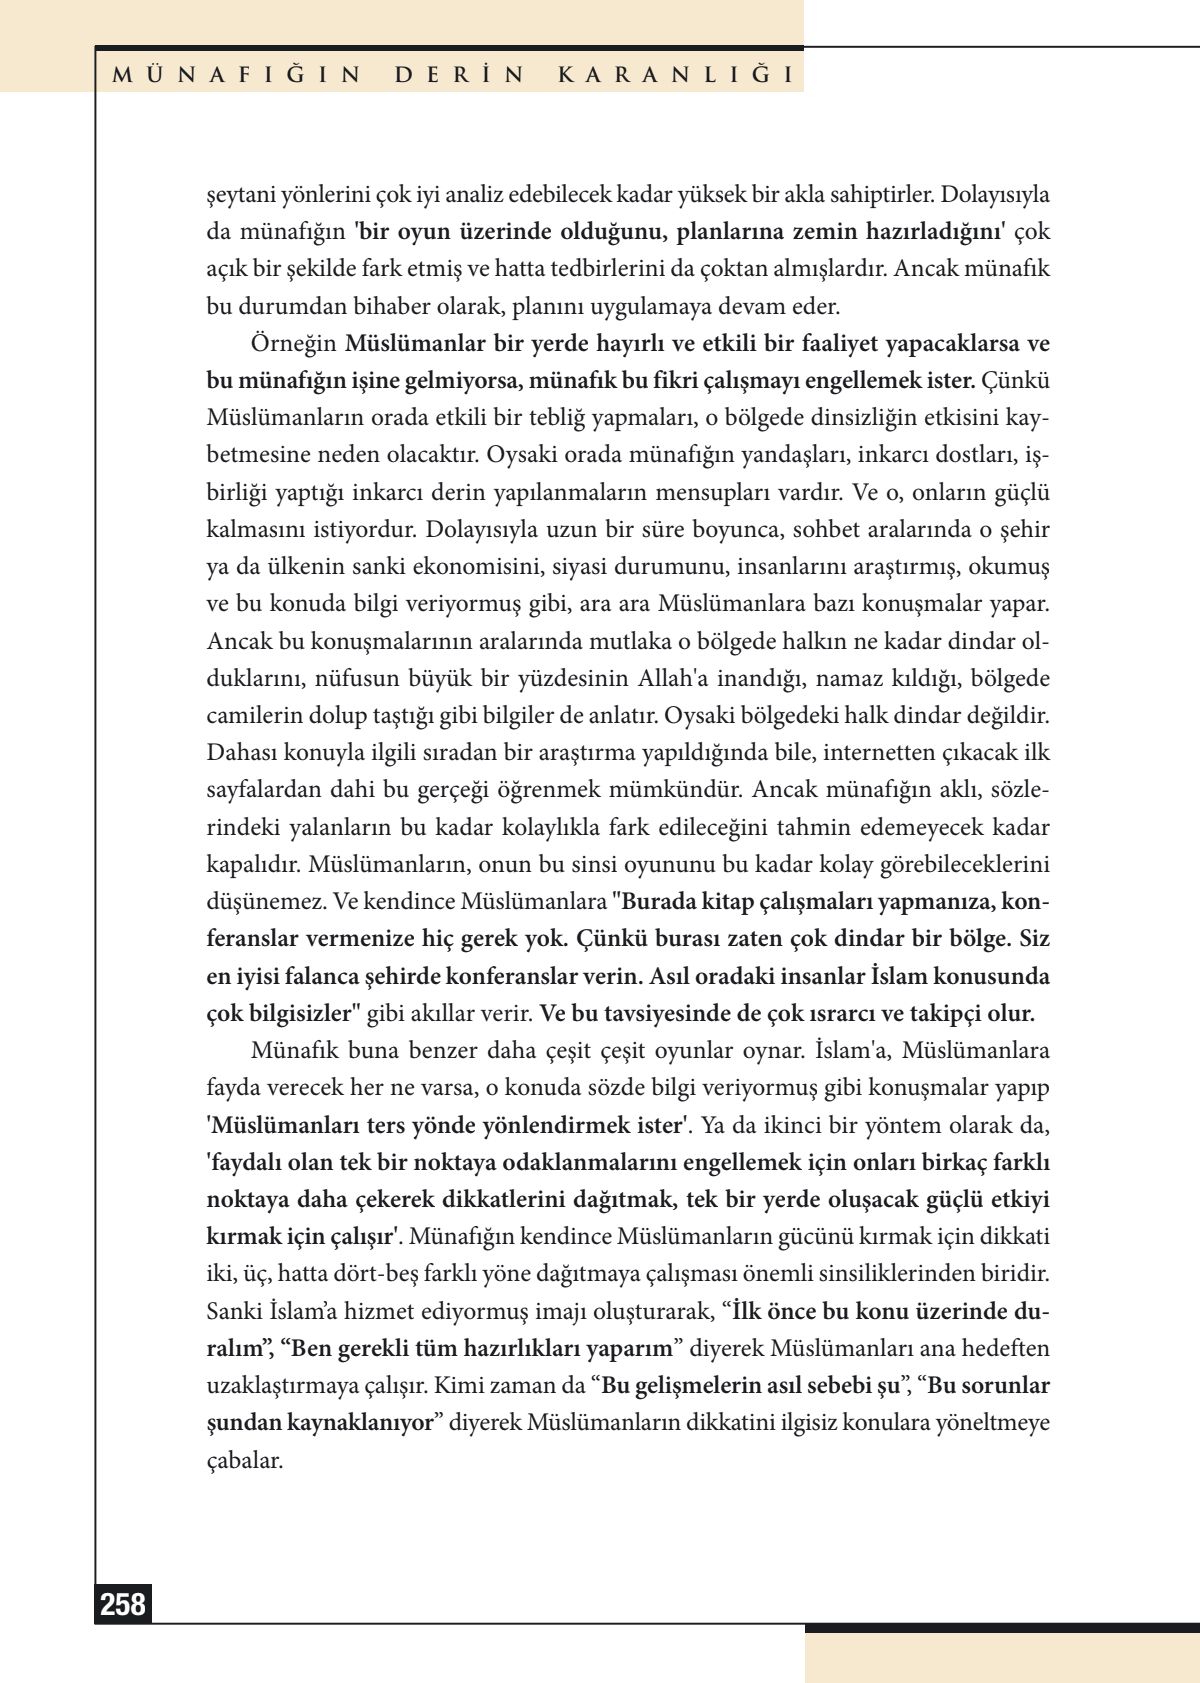 MÜNAFIĞIN DERİN KARANLIĞI
şeytani yönlerini çok iyi analiz edebilecek kadar yüksek bir akla sahiptirler. Dolayısıyla
da münafığın 'bir oyun üzerinde olduğunu, planlarına zemin hazırladığını' çok
açık bir şekilde fark etmiş ve hatta tedbirlerini da çoktan almışlardır. Ancak münafık
bu durumdan bihaber olarak, planını uygulamaya devam eder.
Örneğin Müslümanlar bir yerde hayırlı ve etkili bir faaliyet yapacaklarsa ve
bu münafığın işine gelmiyorsa, münafık bu fikri çalışmayı engellemek ister. Çünkü
Müslümanların orada etkili bir tebliğ yapmaları, o bölgede dinsizliğin etkisini kay-
betmesine neden olacaktır. Oysaki orada münafığın yandaşları, inkarcı dostları, iş-
birliği yaptığı inkarcı derin yapılanmaların mensupları vardır. Ve o, onların güçlü
kalmasını istiyordur. Dolayısıyla uzun bir süre boyunca, sohbet aralarında o şehir
ya da ülkenin sanki ekonomisini, siyasi durumunu, insanlarını araştırmış, okumuş
ve bu konuda bilgi veriyormuş gibi, ara ara Müslümanlara bazı konuşmalar yapar.
Ancak bu konuşmalarının aralarında mutlaka o bölgede halkın ne kadar dindar ol-
duklarını, nüfusun büyük bir yüzdesinin Allah'a inandığı, namaz kıldığı, bölgede
camilerin dolup taştığı gibi bilgiler de anlatır. Oysaki bölgedeki halk dindar değildir.
Dahası konuyla ilgili sıradan bir araştırma yapıldığında bile, internetten çıkacak ilk
sayfalardan dahi bu gerçeği öğrenmek mümkündür. Ancak münafığın aklı, sözle-
rindeki yalanların bu kadar kolaylıkla fark edileceğini tahmin edemeyecek kadar
kapalıdır. Müslümanların, onun bu sinsi oyununu bu kadar kolay görebileceklerini
düşünemez. Ve kendince Müslümanlara "Burada kitap çalışmaları yapmanıza, kon-
feranslar vermenize hiç gerek yok. Çünkü burası zaten çok dindar bir bölge. Siz
en iyisi falanca şehirde konferanslar verin. Asıl oradaki insanlar İslam konusunda
çok bilgisizler" gibi akıllar verir. Ve bu tavsiyesinde de çok ısrarcı ve takipçi olur.
Münafık buna benzer daha çeşit çeşit oyunlar oynar. İslam'a, Müslümanlara
fayda verecek her ne varsa, o konuda sözde bilgi veriyormuş gibi konuşmalar yapıp
'Müslümanları ters yönde yönlendirmek ister'. Ya da ikinci bir yöntem olarak da,
'faydalı olan tek bir noktaya odaklanmalarını engellemek için onları birkaç farklı
noktaya daha çekerek dikkatlerini dağıtmak, tek bir yerde oluşacak güçlü etkiyi
kırmak için çalışır'. Münafığın kendince Müslümanların gücünü kırmak için dikkati
iki, üç, hatta dört-beş farklı yöne dağıtmaya çalışması önemli sinsiliklerinden biridir.
Sanki İslam’a hizmet ediyormuş imajı oluşturarak, “İlk önce bu konu üzerinde du-
ralım”, “Ben gerekli tüm hazırlıkları yaparım” diyerek Müslümanları ana hedeften
uzaklaştırmaya çalışır. Kimi zaman da “Bu gelişmelerin asıl sebebi şu”, “Bu sorunlar
şundan kaynaklanıyor” diyerek Müslümanların dikkatini ilgisiz konulara yöneltmeye
çabalar.
258